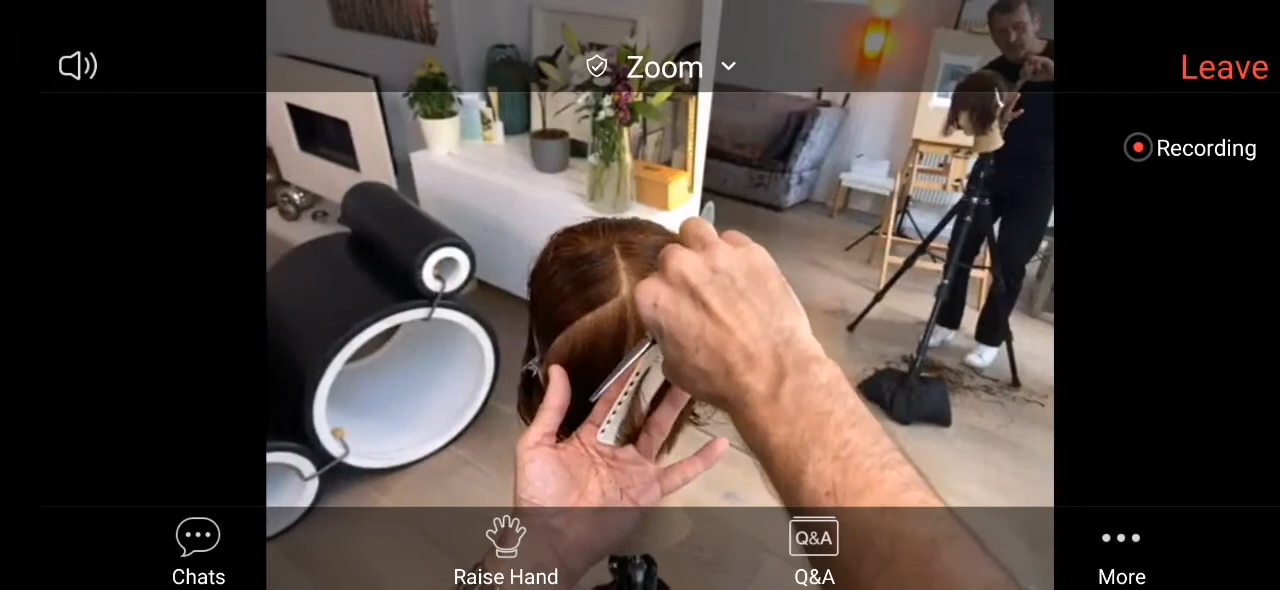 Zoom
Leave
Recording
Chats
Raise Hand
Q&A
Q&A
More